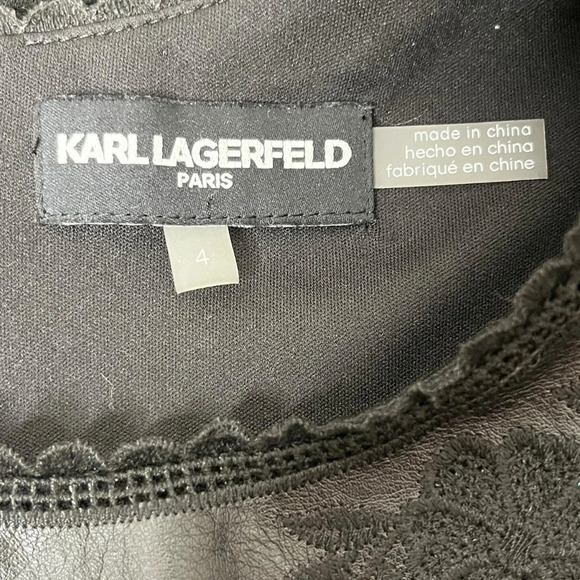 KARL LAGERFELD
PARIS
made in china
hecho en china
fabriqué en chine
4